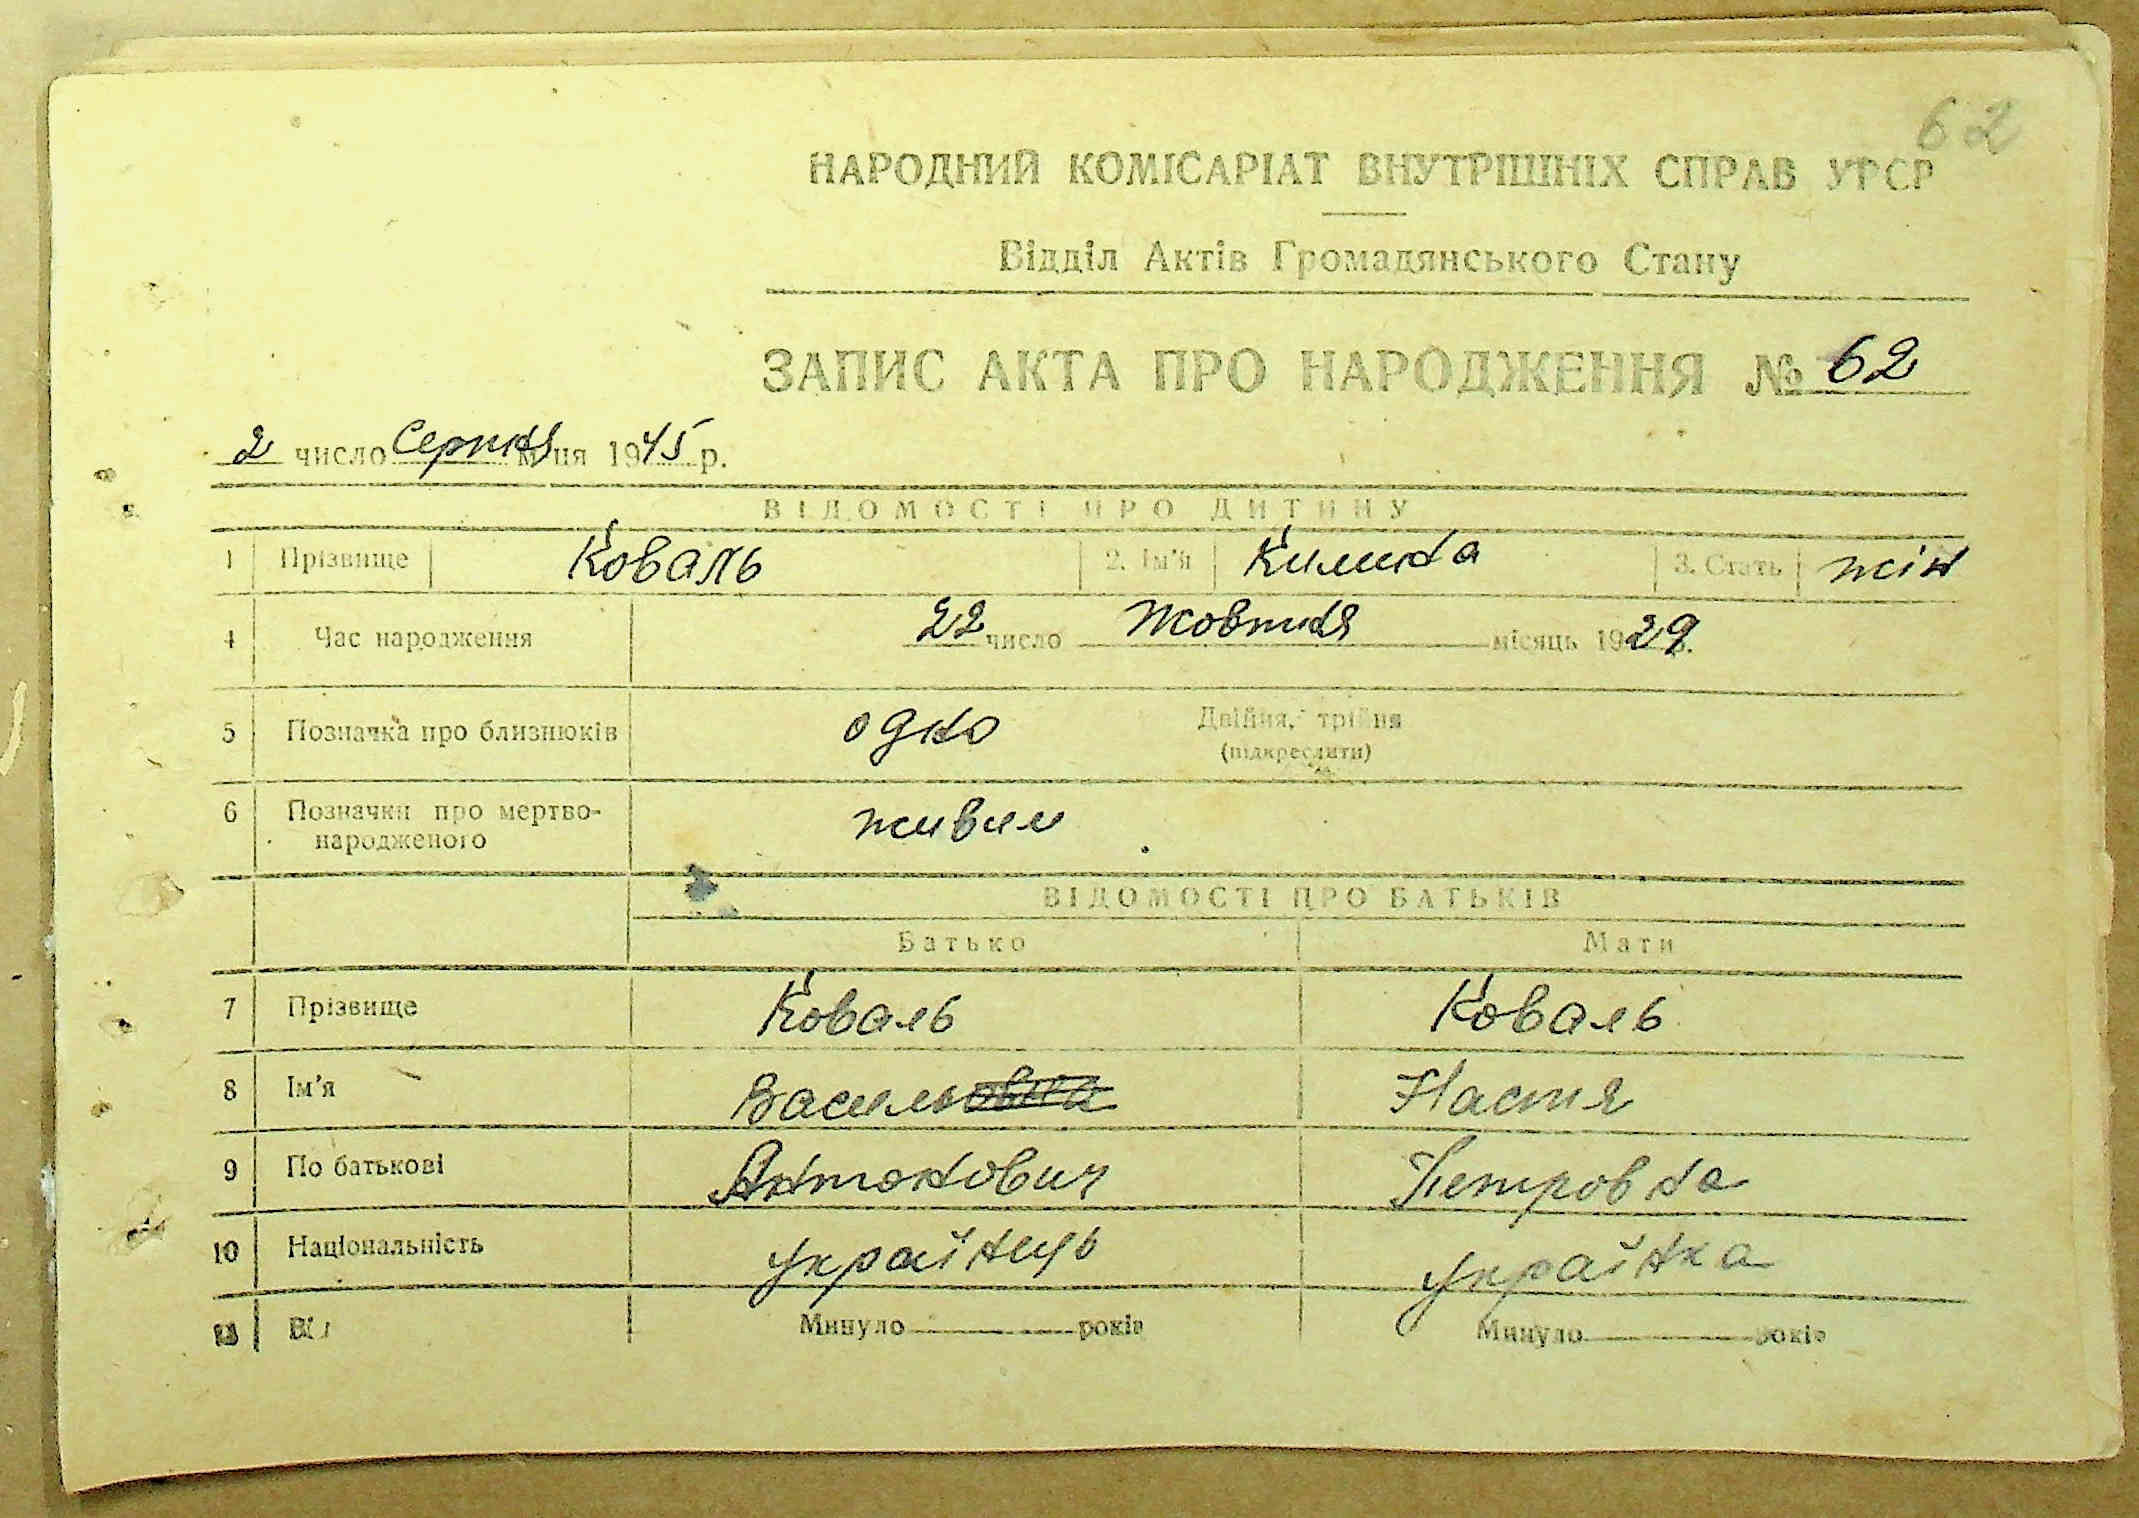 62
НАРОДНИЙ КОМІСАРІАТ ВНУТРІШНІХ СПРАВ УРСР
Відділ Актів Громадянського Стану
ЗАПИС АКТА ПРО НАРОДЖЕННЯ № 62
2 число Серпня м-ця 1945 р.
ВІДОМОСТІ ПРО ДИТИНУ
1 Прізвище Коваль 2. Ім'я Килина 3. Стать жін
4 Час народження 22 число Жовтня місяць 1929
5 Позначка про близнюків одно Двійня, трійня
(підкреслити)
6 Позначки про мертво-
народженого живим
ВІДОМОСТІ ПРО БАТЬКІВ
Батько Мати
7 Прізвище Коваль Коваль
8 Ім'я Василь Настя
9 По батькові Антонович Петровна
10 Національність українець українка
11 Вік Минуло років Минуло років